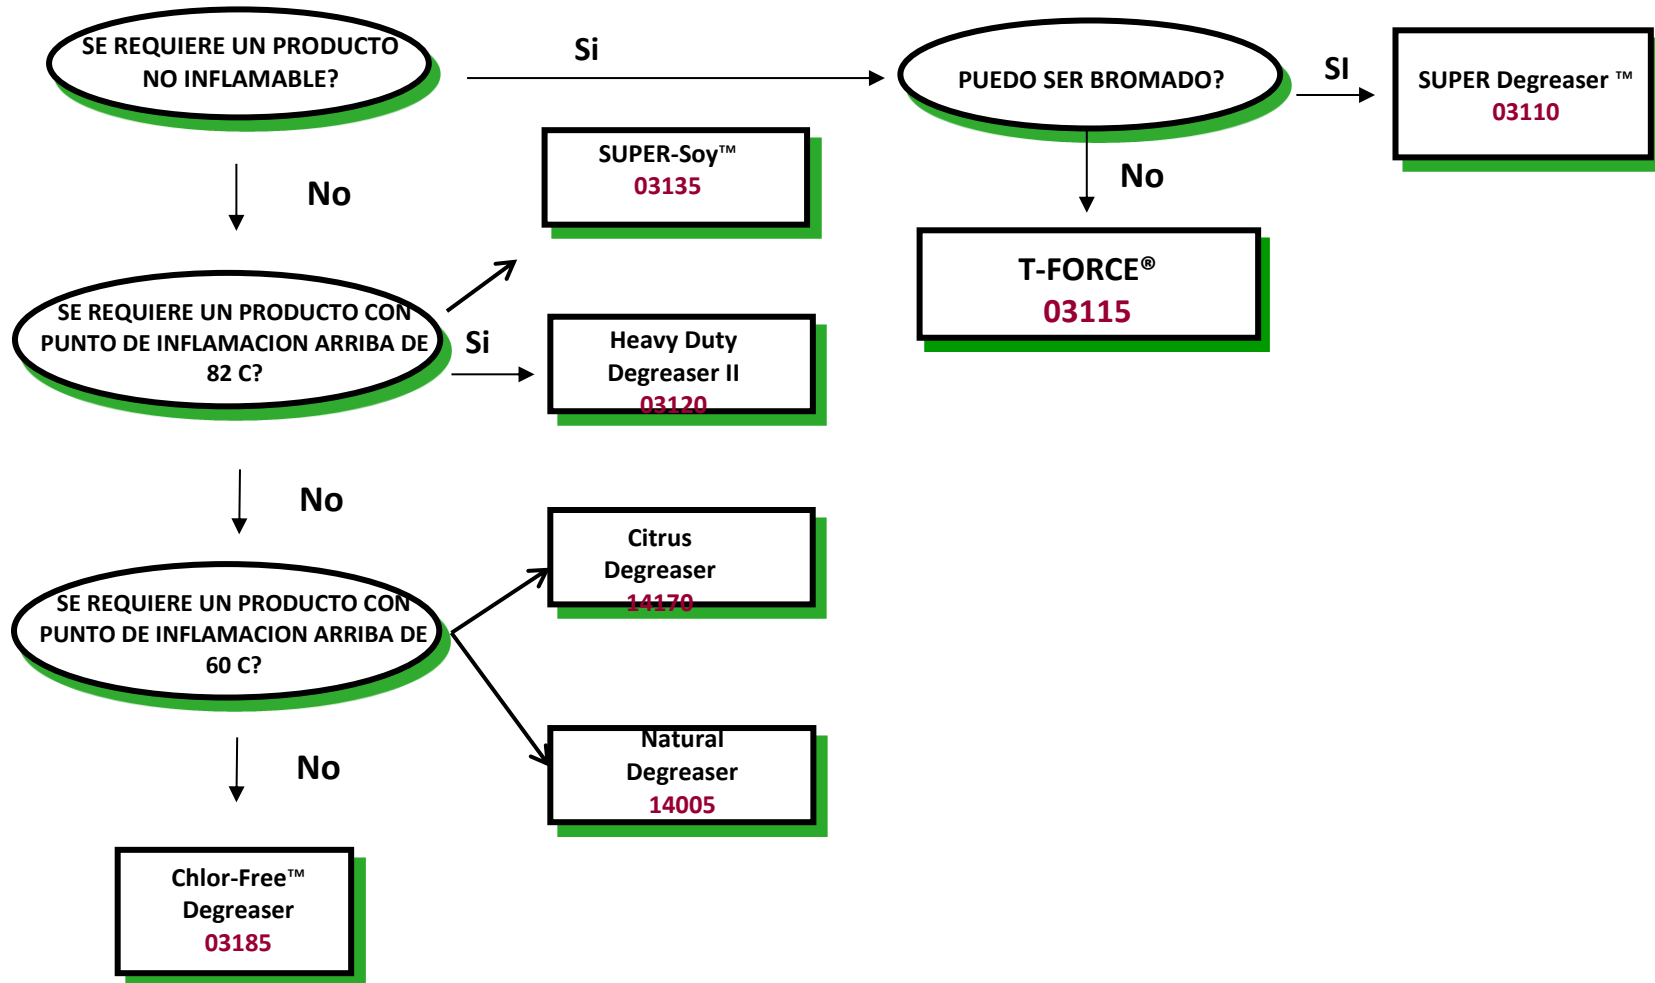 SE REQUIERE UN PRODUCTO
NO INFLAMABLE?
Si
PUEDO SER BROMADO?
SI
SUPER Degreaser ™
03110
No
SUPER-Soy™
03135
No
T-FORCE®
03115
SE REQUIERE UN PRODUCTO CON
PUNTO DE INFLAMACION ARRIBA DE
82 C?
Si
Heavy Duty
Degreaser II
03120
No
Citrus
Degreaser
14170
SE REQUIERE UN PRODUCTO CON
PUNTO DE INFLAMACION ARRIBA DE
60 C?
Natural
Degreaser
14005
No
Chlor-Free™
Degreaser
03185